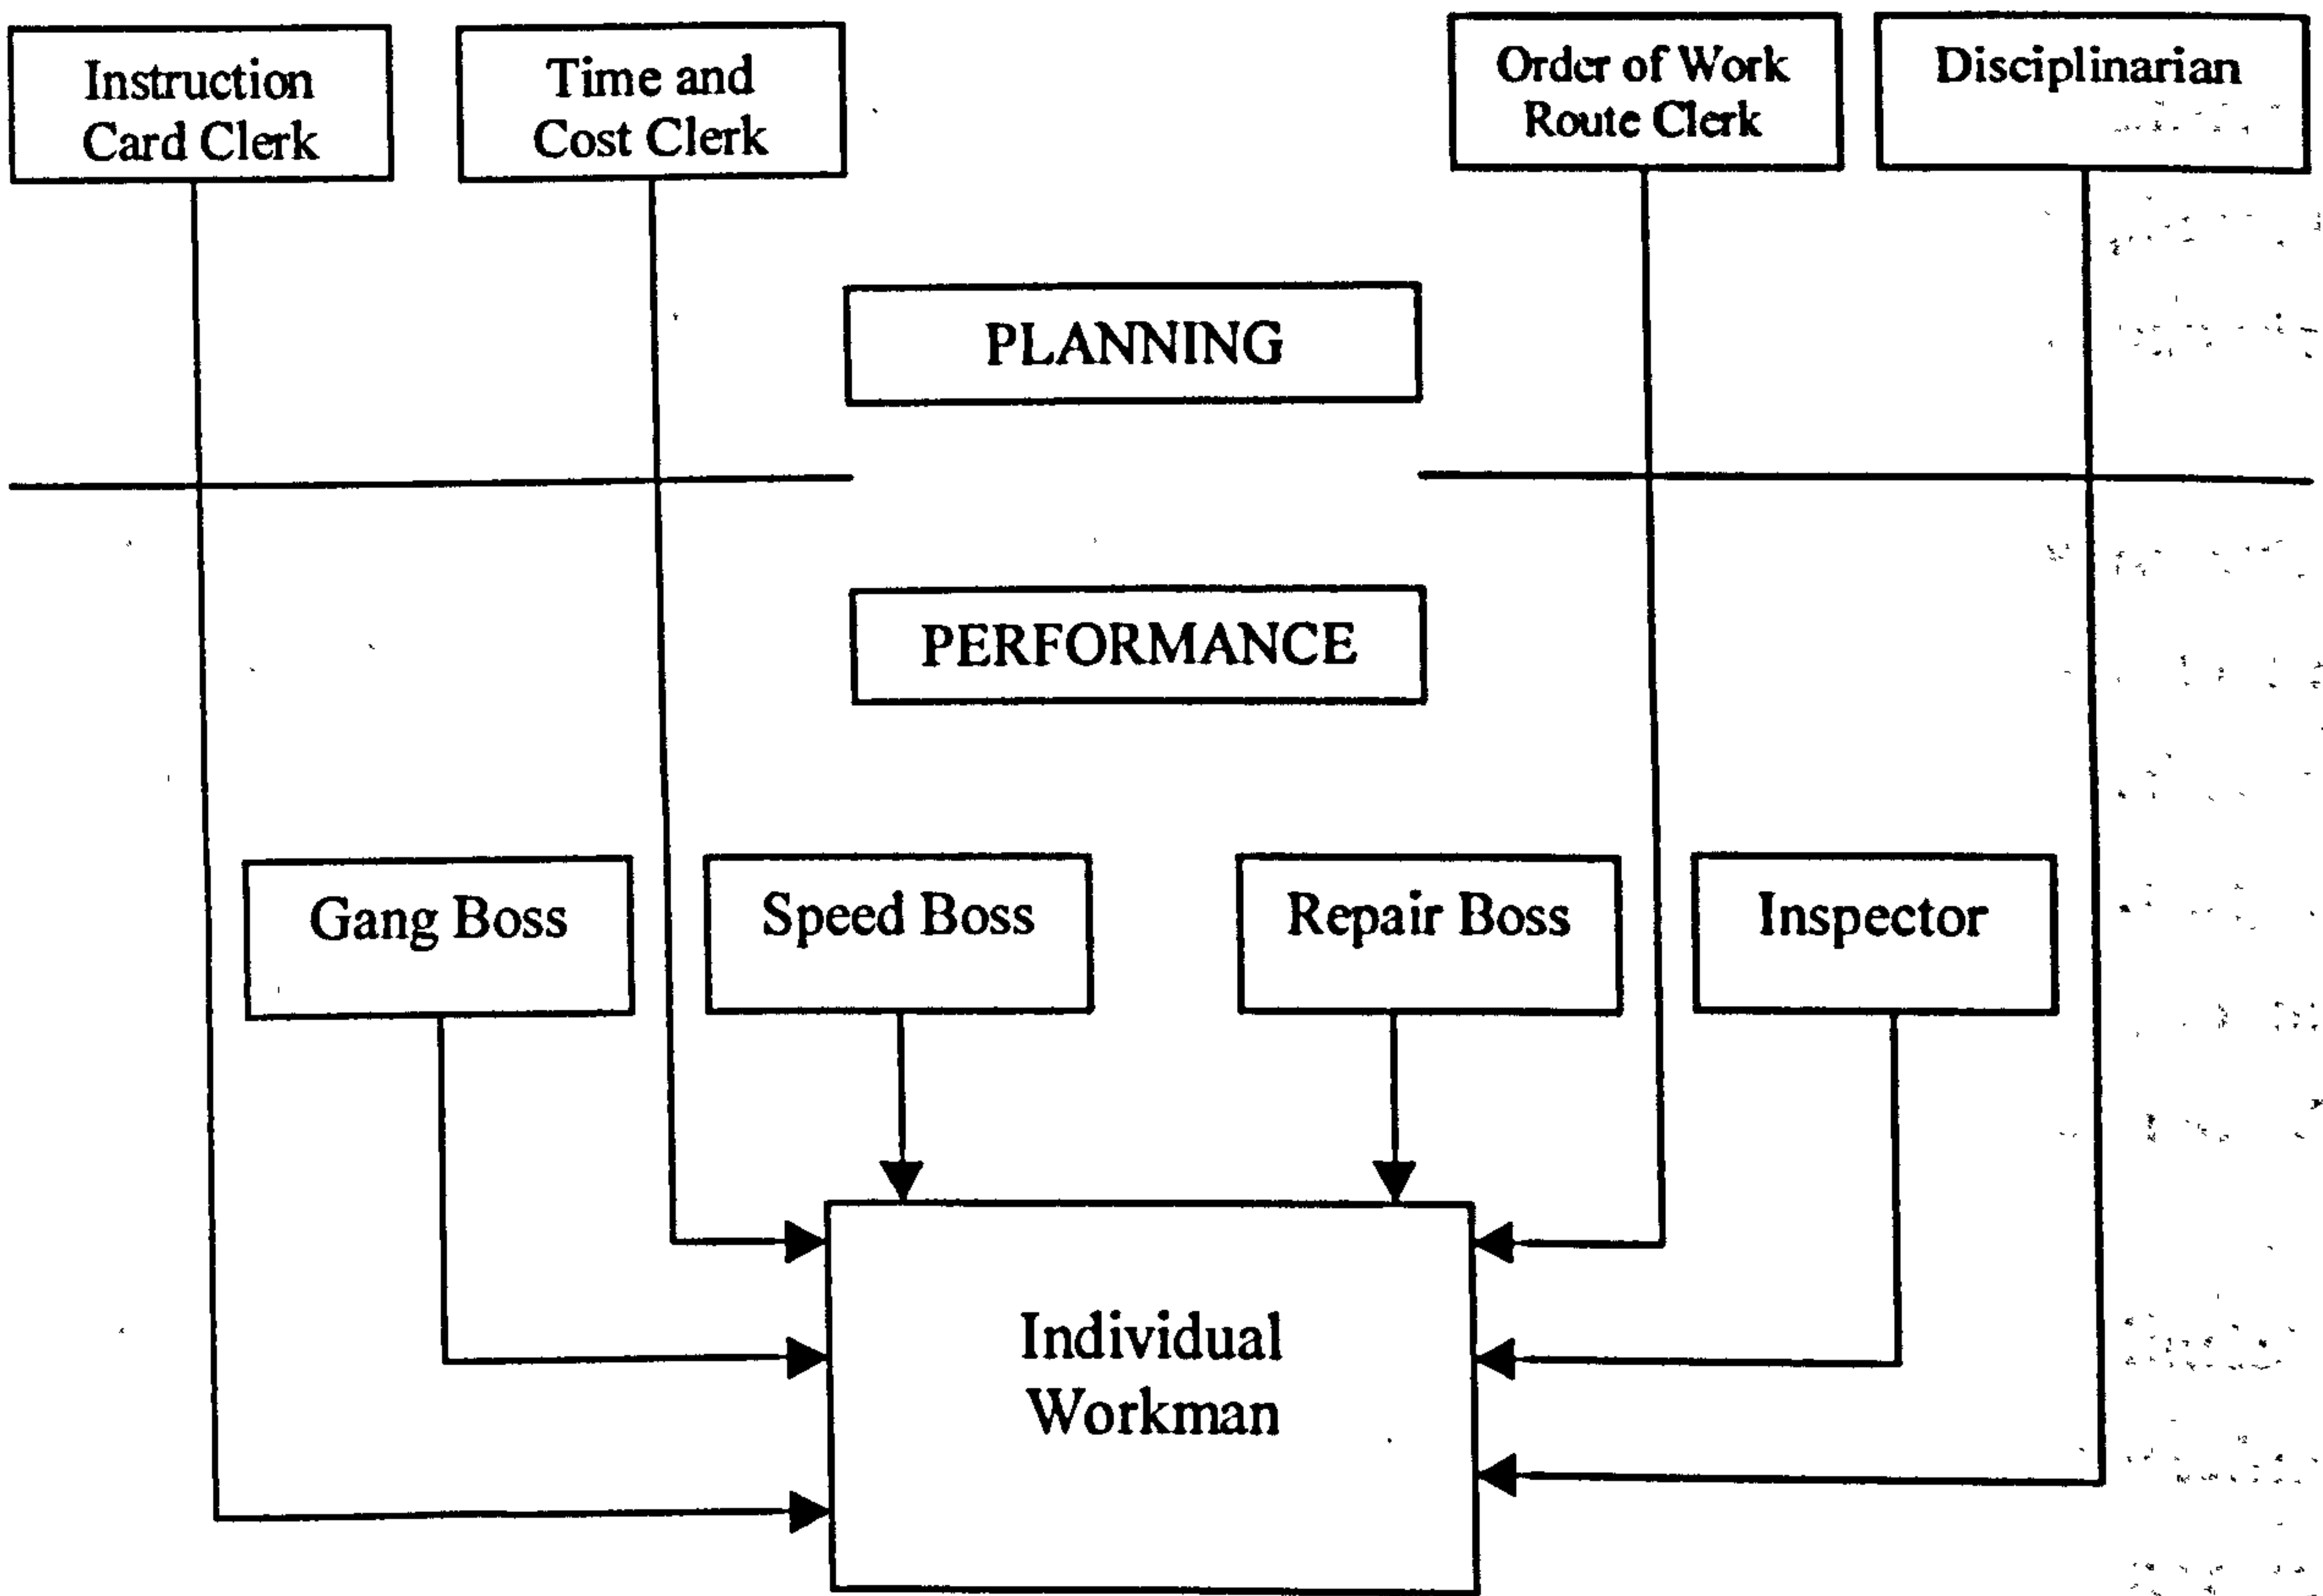 Instruction
Card Clerk
Time and
Cost Clerk
Order of Work
Route Clerk
Disciplinarian
PLANNING
PERFORMANCE
Gang Boss
Speed Boss
Repair Boss
Inspector
Individual
Workman